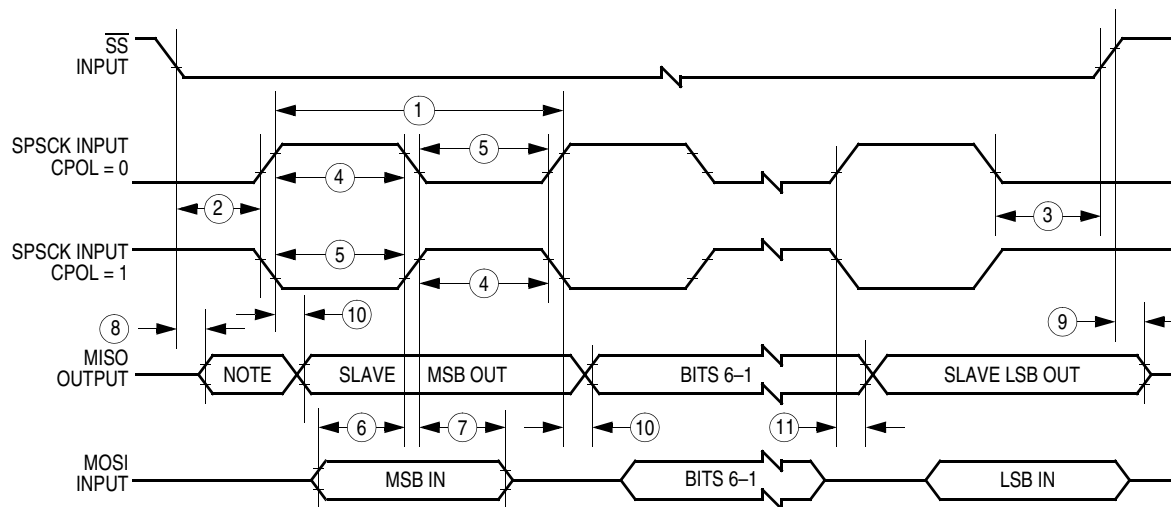 SS
INPUT
1
SPSCK INPUT
CPOL = 0
5
4
2
3
SPSCK INPUT
CPOL = 1
5
4
8
10
9
MISO
OUTPUT
NOTE
SLAVE MSB OUT
BITS 6–1
SLAVE LSB OUT
6
7
10
11
MOSI
INPUT
MSB IN
BITS 6–1
LSB IN